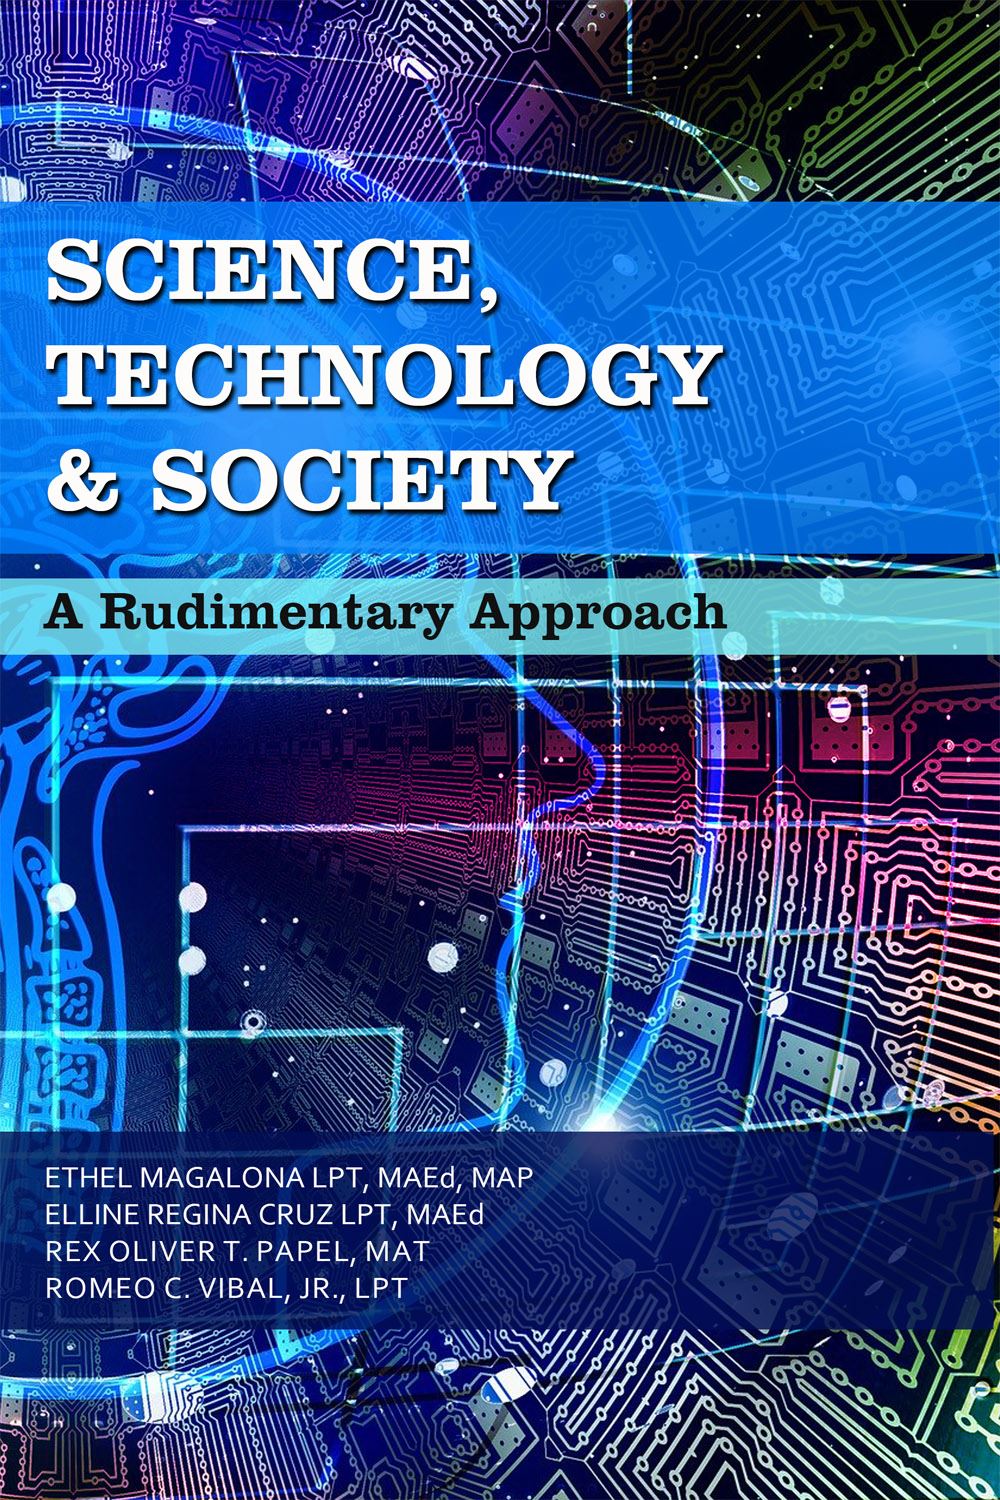 SCIENCE,
TECHNOLOGY
& SOCIETY
A Rudimentary Approach
ETHEL MAGALONA LPT, MAEd, MAP
ELLINE REGINA CRUZ LPT, MAEd
REX OLIVER T. PAPEL, MAT
ROMEO C. VIBAL, JR., LPT